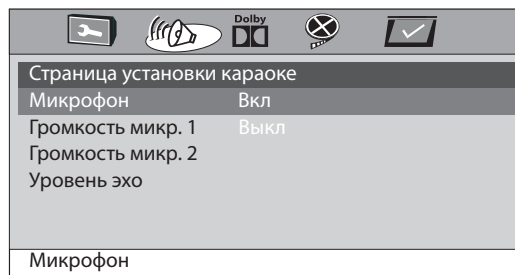 Dolby
Страница установки караоке
Микрофон Вкл
Громкость микр. 1 Выкл
Громкость микр. 2
Уровень эхо
Микрофон